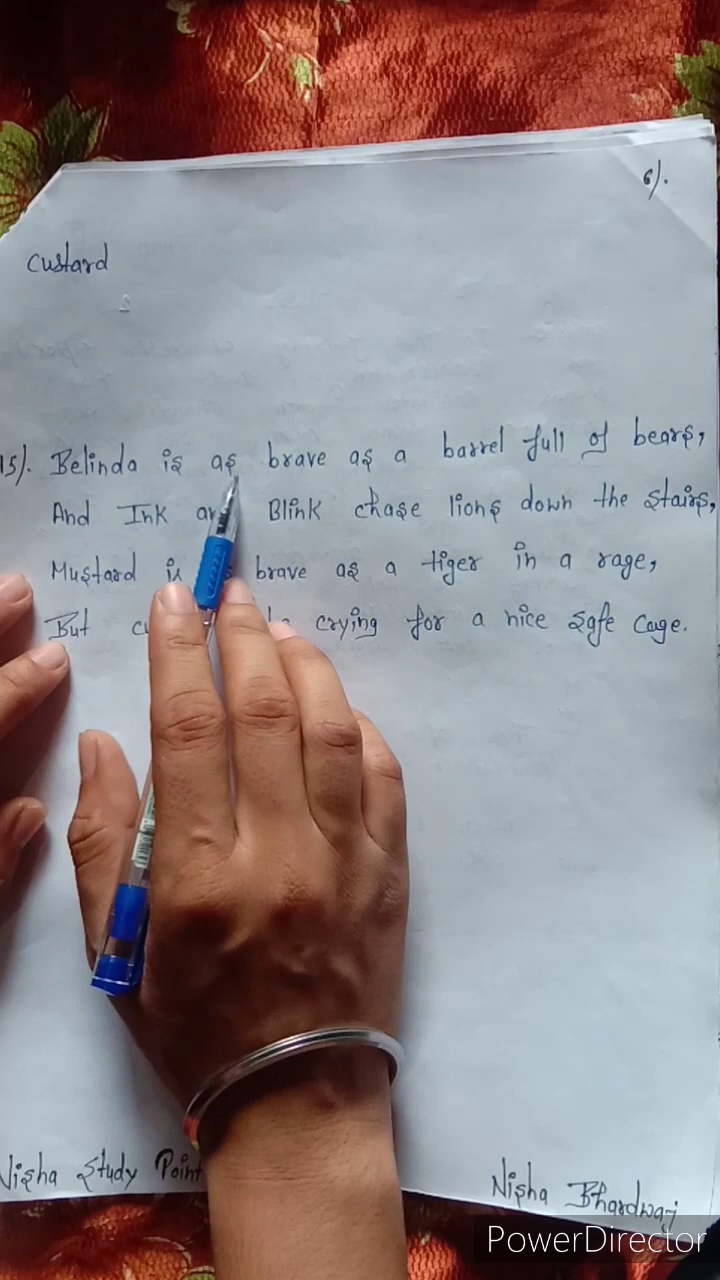 6).
Custard
15). Belinda is as brave as a barrel full of bears,
And Ink Blink chase lions down the stairs,
Mustard is brave as a tiger in a rage,
But crying for a nice safe cage.
Nisha Study Point
Nisha Bhardwaj
PowerDirector